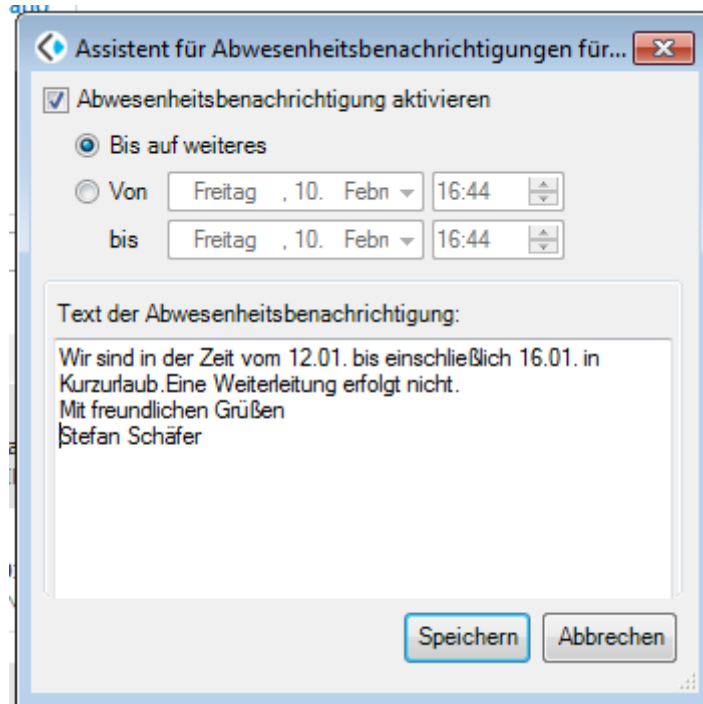 Assistent für Abwesenheitsbenachrichtigungen für...
Abwesenheitsbenachrichtigung aktivieren
Bis auf weiteres
Von Freitag , 10. Febr 16:44
bis Freitag , 10. Febr 16:44
Text der Abwesenheitsbenachrichtigung:
Wir sind in der Zeit vom 12.01. bis einschließlich 16.01. in
Kurzurlaub.Eine Weiterleitung erfolgt nicht.
Mit freundlichen Grüßen
Stefan Schäfer
Speichern Abbrechen